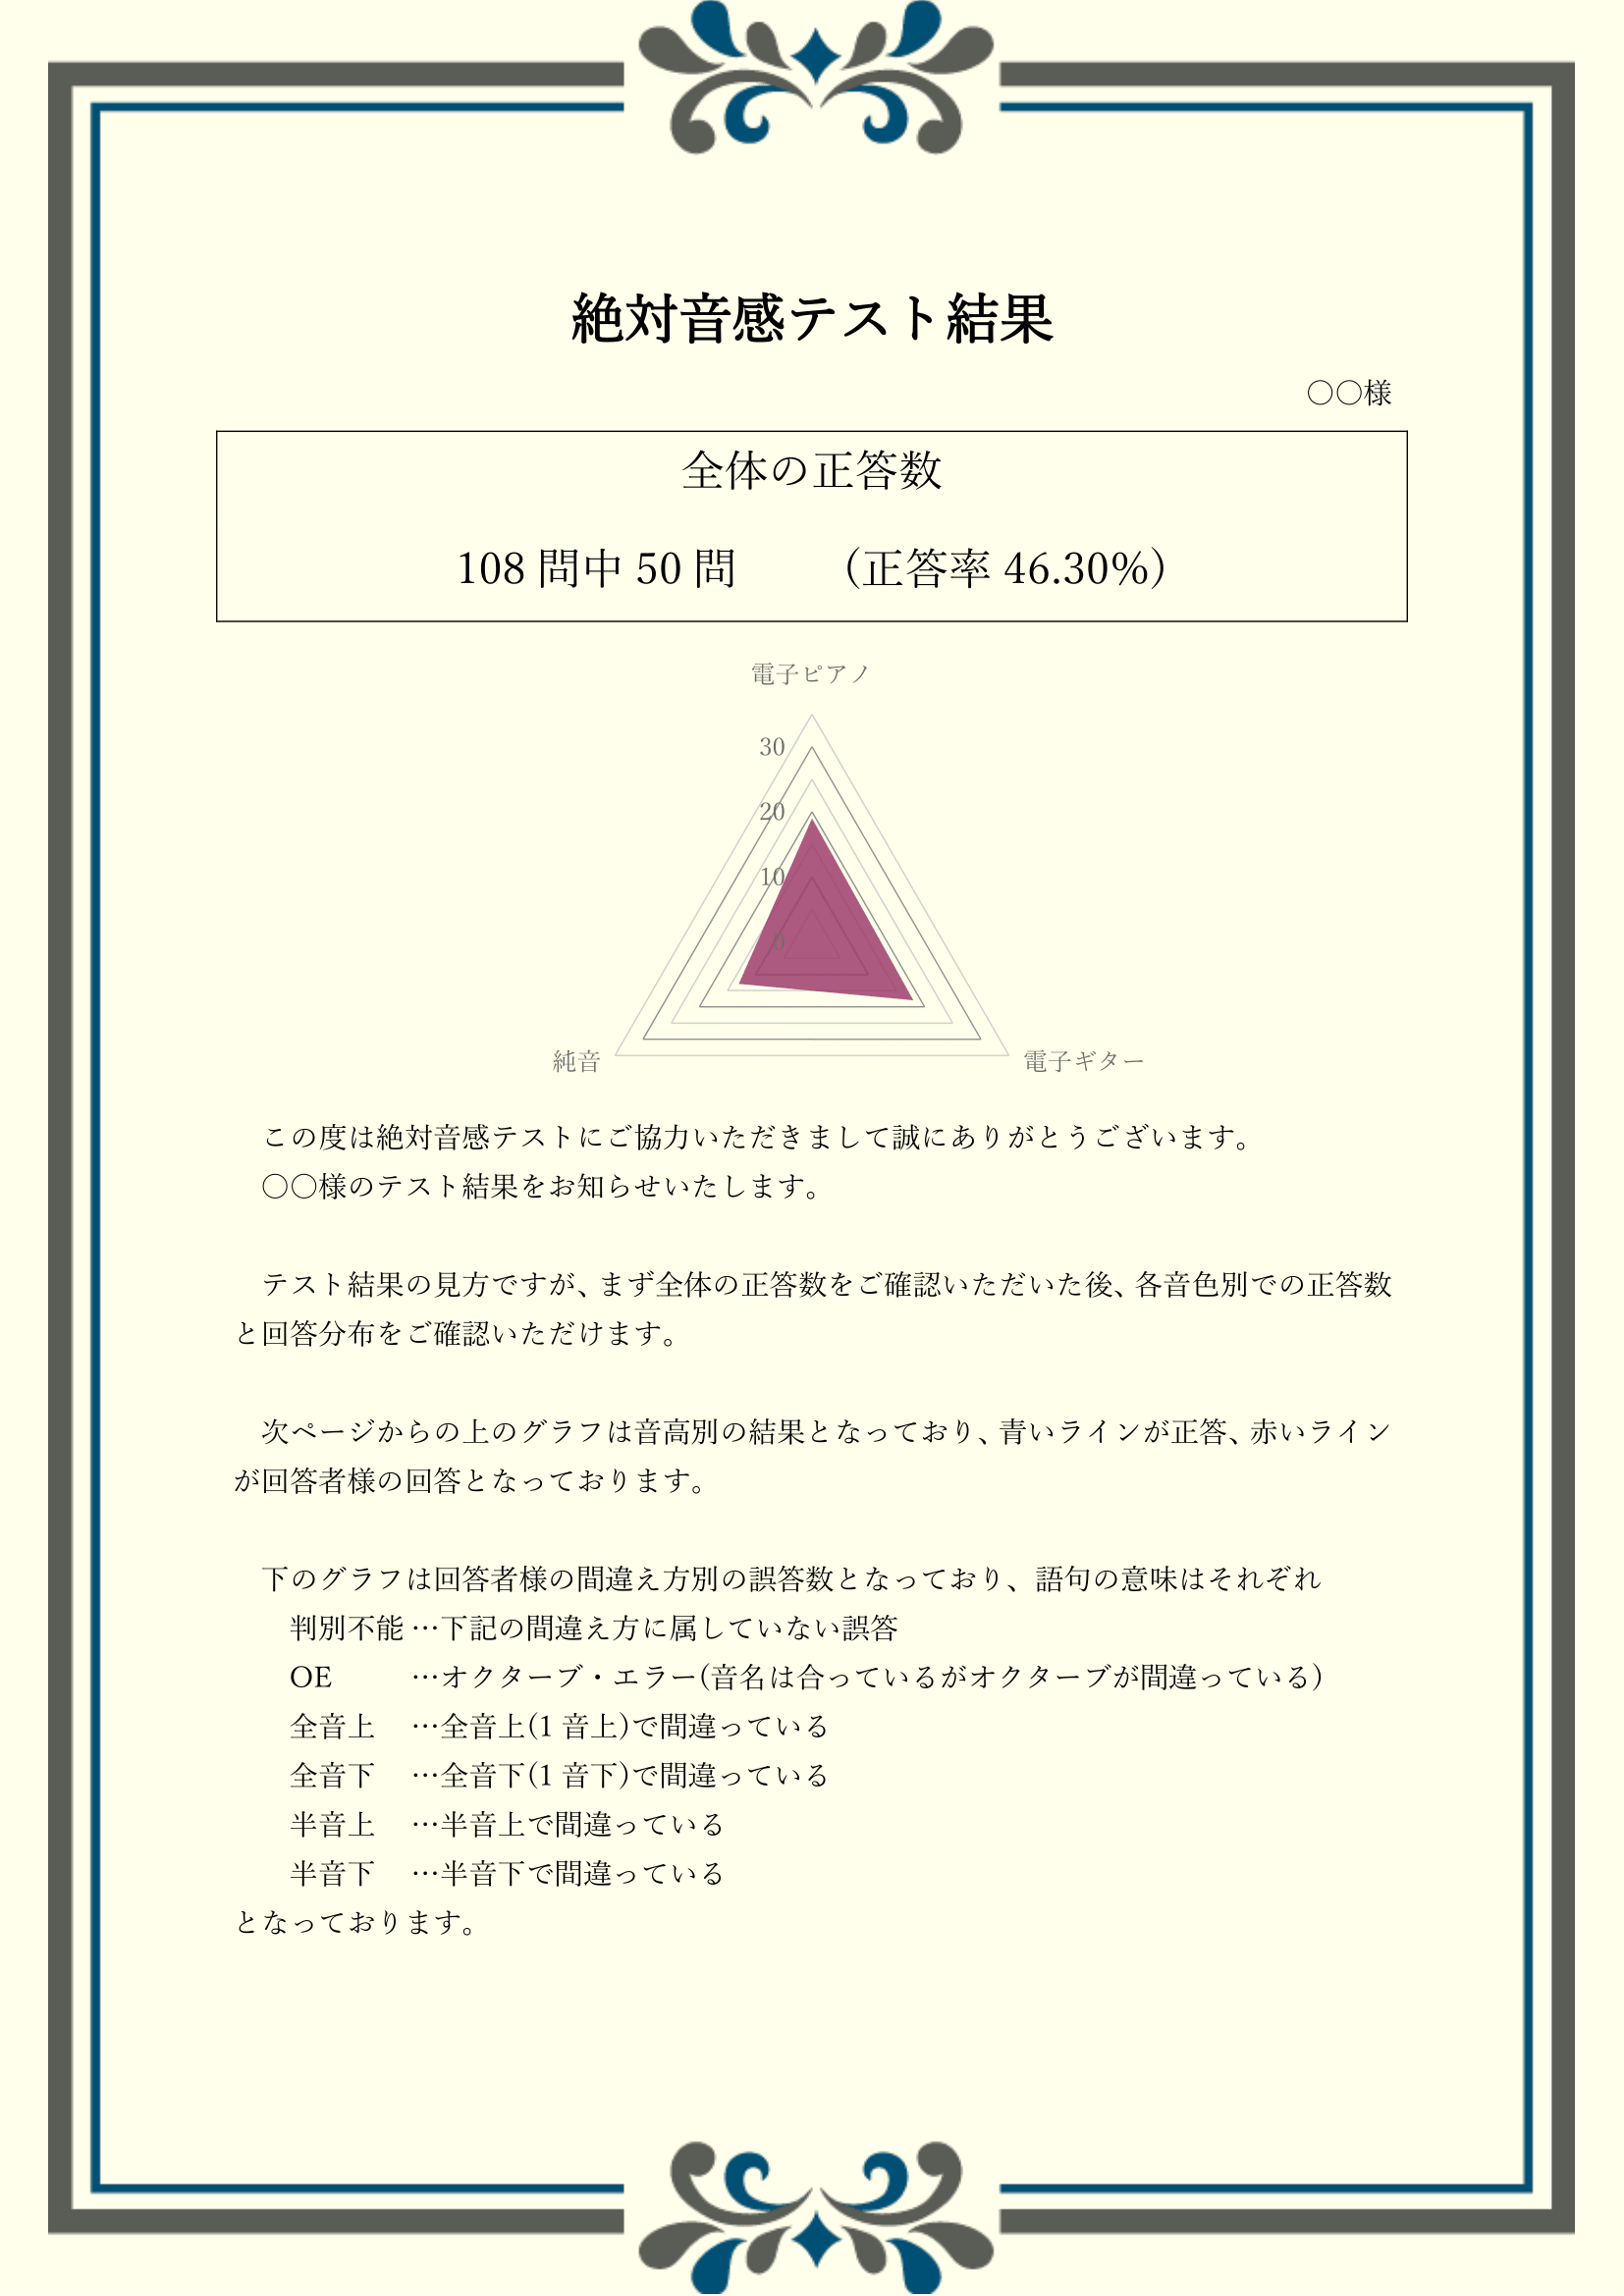 絶対音感テスト結果
〇〇様
全体の正答数
108 問中 50 問　　（正答率 46.30%）
電子ピアノ
30
20
10
0
純音
電子ギター
この度は絶対音感テストにご協力いただきまして誠にありがとうございます。
〇〇様のテスト結果をお知らせいたします。
テスト結果の見方ですが、まず全体の正答数をご確認いただいた後、各音色別での正答数
と回答分布をご確認いただけます。
次ページからの上のグラフは音高別の結果となっており、青いラインが正答、赤いライン
が回答者様の回答となっております。
下のグラフは回答者様の間違え方別の誤答数となっており、語句の意味はそれぞれ
判別不能 …下記の間違え方に属していない誤答
OE　　 …オクターブ・エラー(音名は合っているがオクターブが間違っている)
全音上　…全音上(1 音上)で間違っている
全音下　…全音下(1 音下)で間違っている
半音上　…半音上で間違っている
半音下　…半音下で間違っている
となっております。